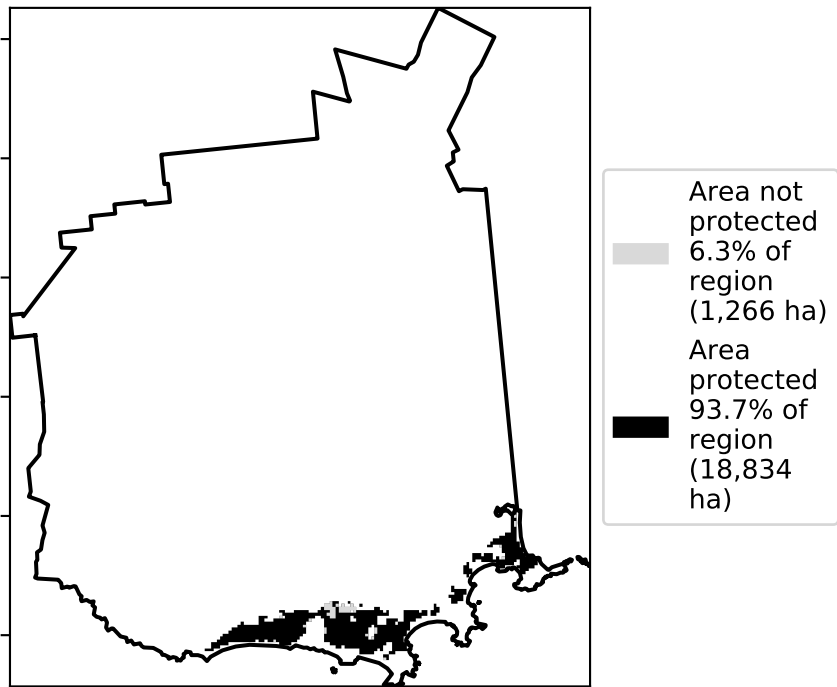 Area not
protected
6.3% of
region
(1,266 ha)
Area
protected
93.7% of
region
(18,834
ha)